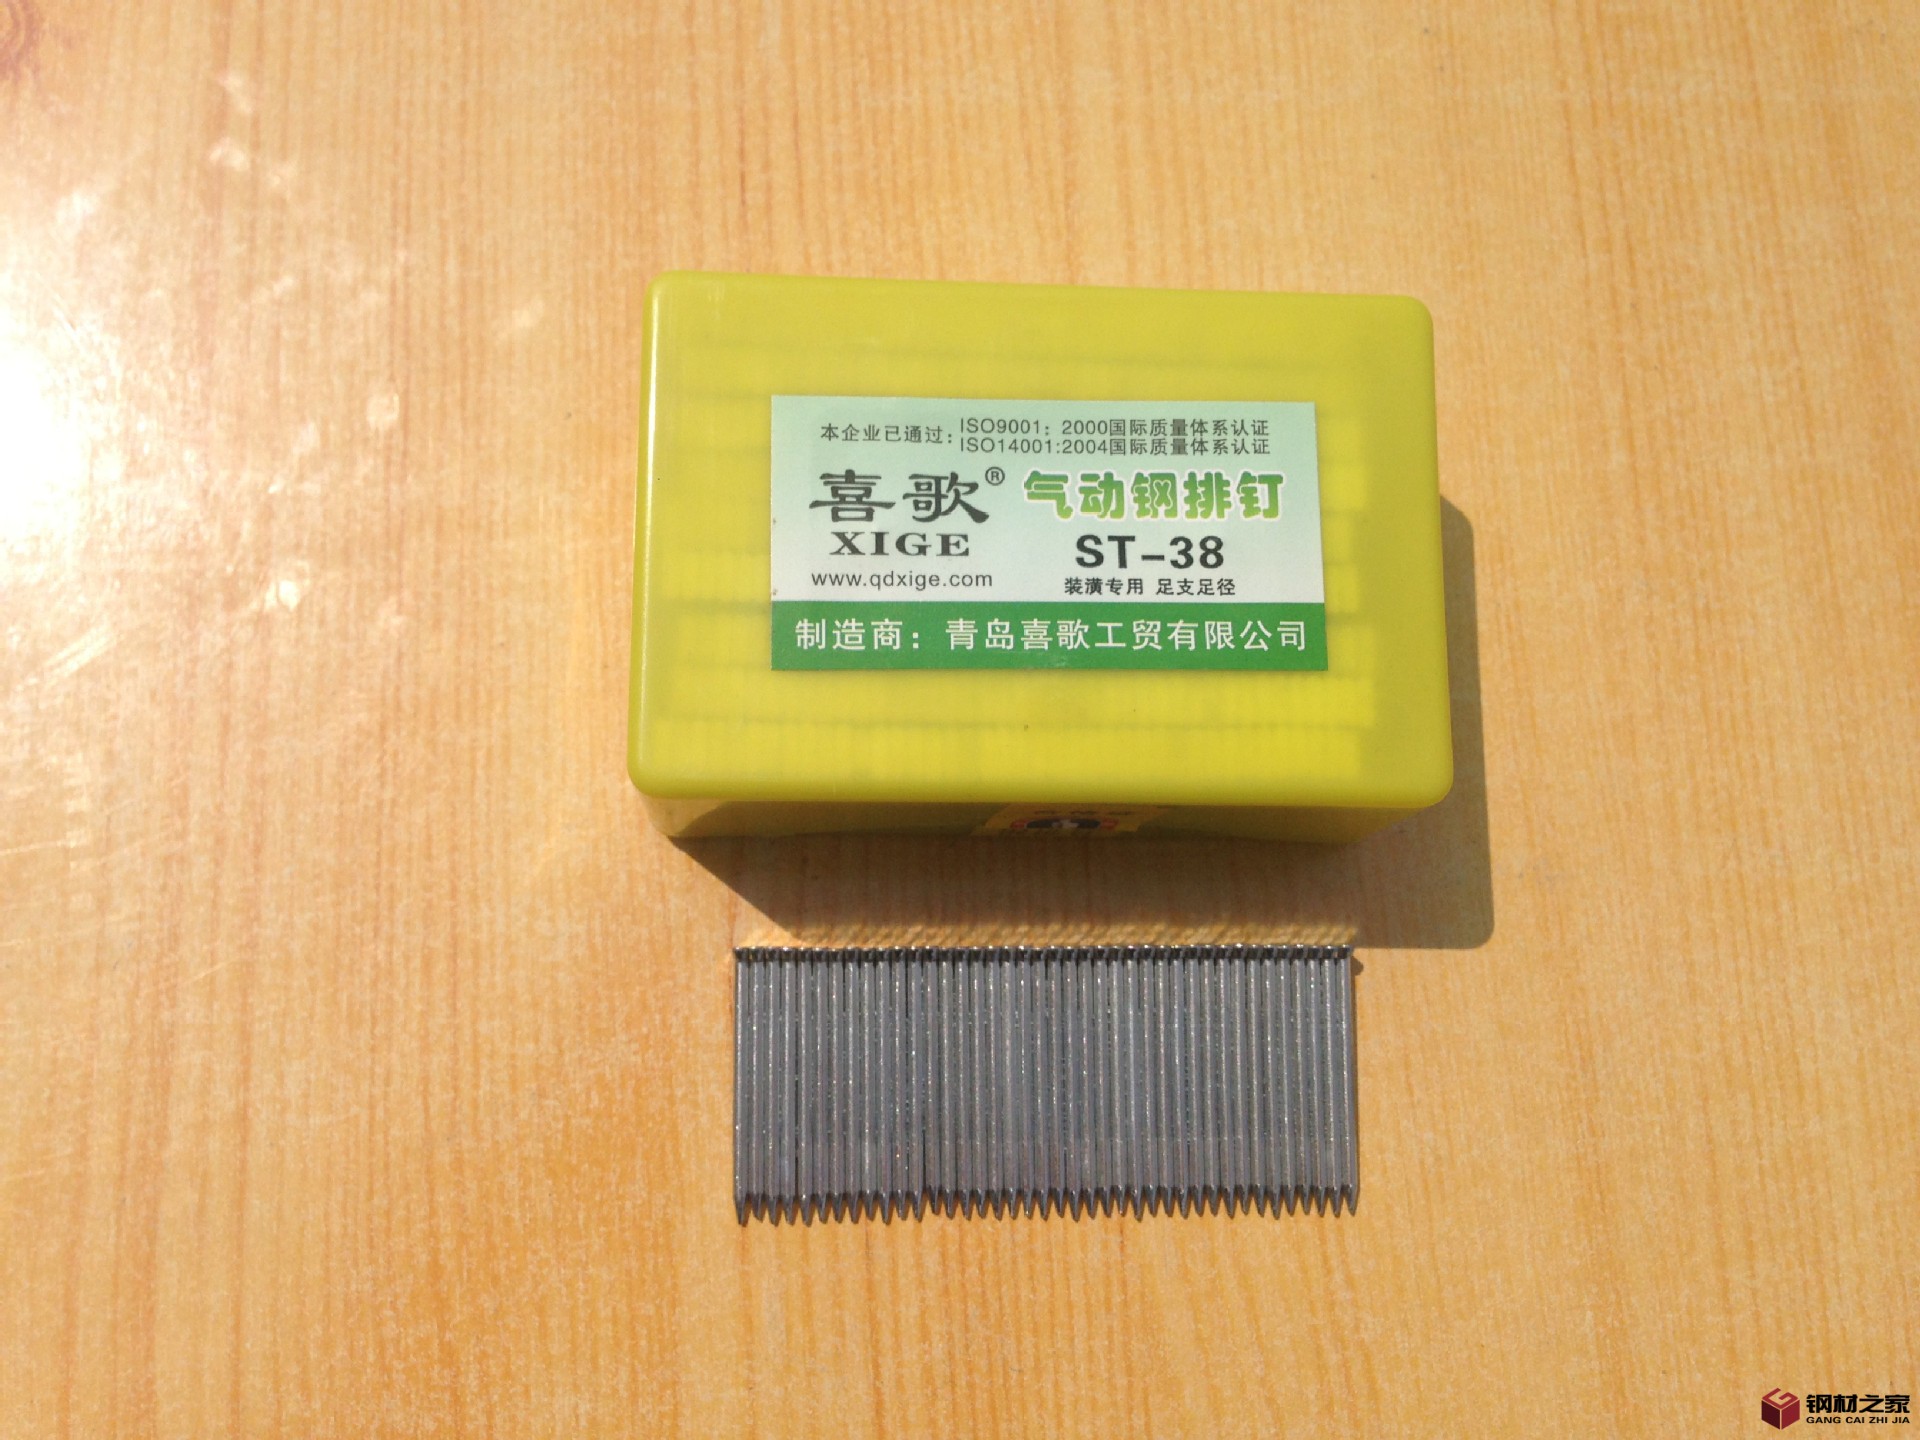 本企业已通过:
ISO9001:2000国际质量体系认证
ISO14001:2004国际质量体系认证
喜歌®
XIGE
www.qdxige.com
气动钢排钉
ST-38
装潢专用 足支足径
制造商:青岛喜歌工贸有限公司
钢材之家
GANG CAI ZHI JIA